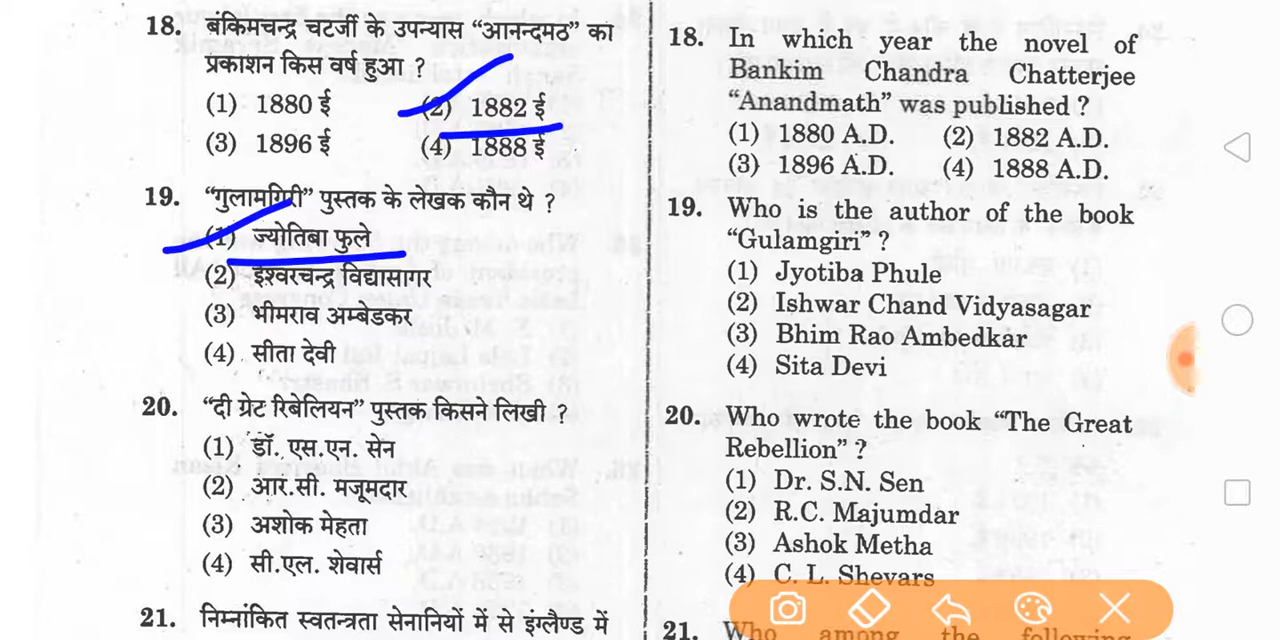 18. बंकिमचन्द्र चटर्जी के उपन्यास “आनन्दमठ” का
प्रकाशन किस वर्ष हुआ ?
(1) 1880 ई (2) 1882 ई
(3) 1896 ई (4) 1888 ई
19. “गुलामगिरी” पुस्तक के लेखक कौन थे ?
(1) ज्योतिबा फुले
(2) ईश्वरचन्द्र विद्यासागर
(3) भीमराव अम्बेडकर
(4) सीता देवी
20. “दी ग्रेट रिबेलियन” पुस्तक किसने लिखी ?
(1) डॉ. एस.एन. सेन
(2) आर.सी. मजूमदार
(3) अशोक मेहता
(4) सी.एल. शेवार्स
21. निम्नांकित स्वतन्त्रता सेनानियों में से इंग्लैण्ड में
18. In which year the novel of
Bankim Chandra Chatterjee
“Anandmath” was published ?
(1) 1880 A.D. (2) 1882 A.D.
(3) 1896 A.D. (4) 1888 A.D.
19. Who is the author of the book
“Gulamgiri” ?
(1) Jyotiba Phule
(2) Ishwar Chand Vidyasagar
(3) Bhim Rao Ambedkar
(4) Sita Devi
20. Who wrote the book “The Great
Rebellion” ?
(1) Dr. S.N. Sen
(2) R.C. Majumdar
(3) Ashok Metha
(4) C. L. Shevars
21. Who among the following